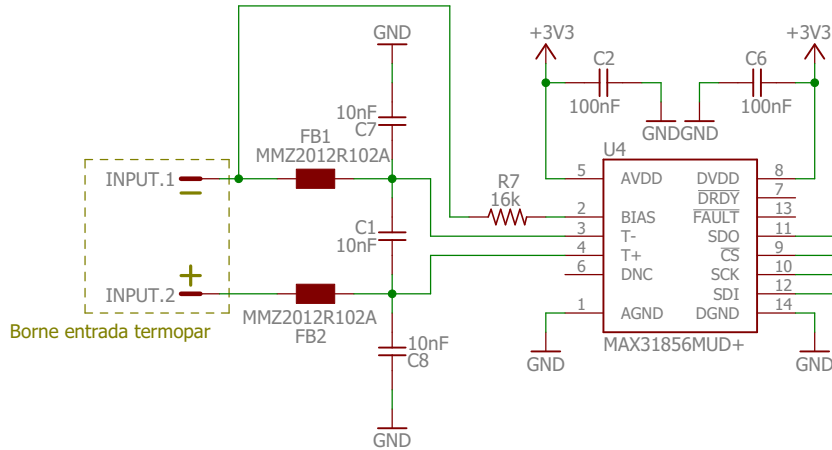 GND
+3V3
+3V3
C2
C6
10nF
C7
100nF
100nF
GND
GND
FB1
MMZ2012R102A
U4
INPUT.1
R7
16k
5
AVDD
DVDD
8
DRDY
7
2
BIAS
FAULT
13
C1
10nF
3
T-
SDO
11
4
T+
CS
9
6
DNC
SCK
10
INPUT.2
SDI
12
MMZ2012R102A
FB2
1
AGND
DGND
14
Borne entrada termopar
10nF
C8
MAX31856MUD+
GND
GND
GND